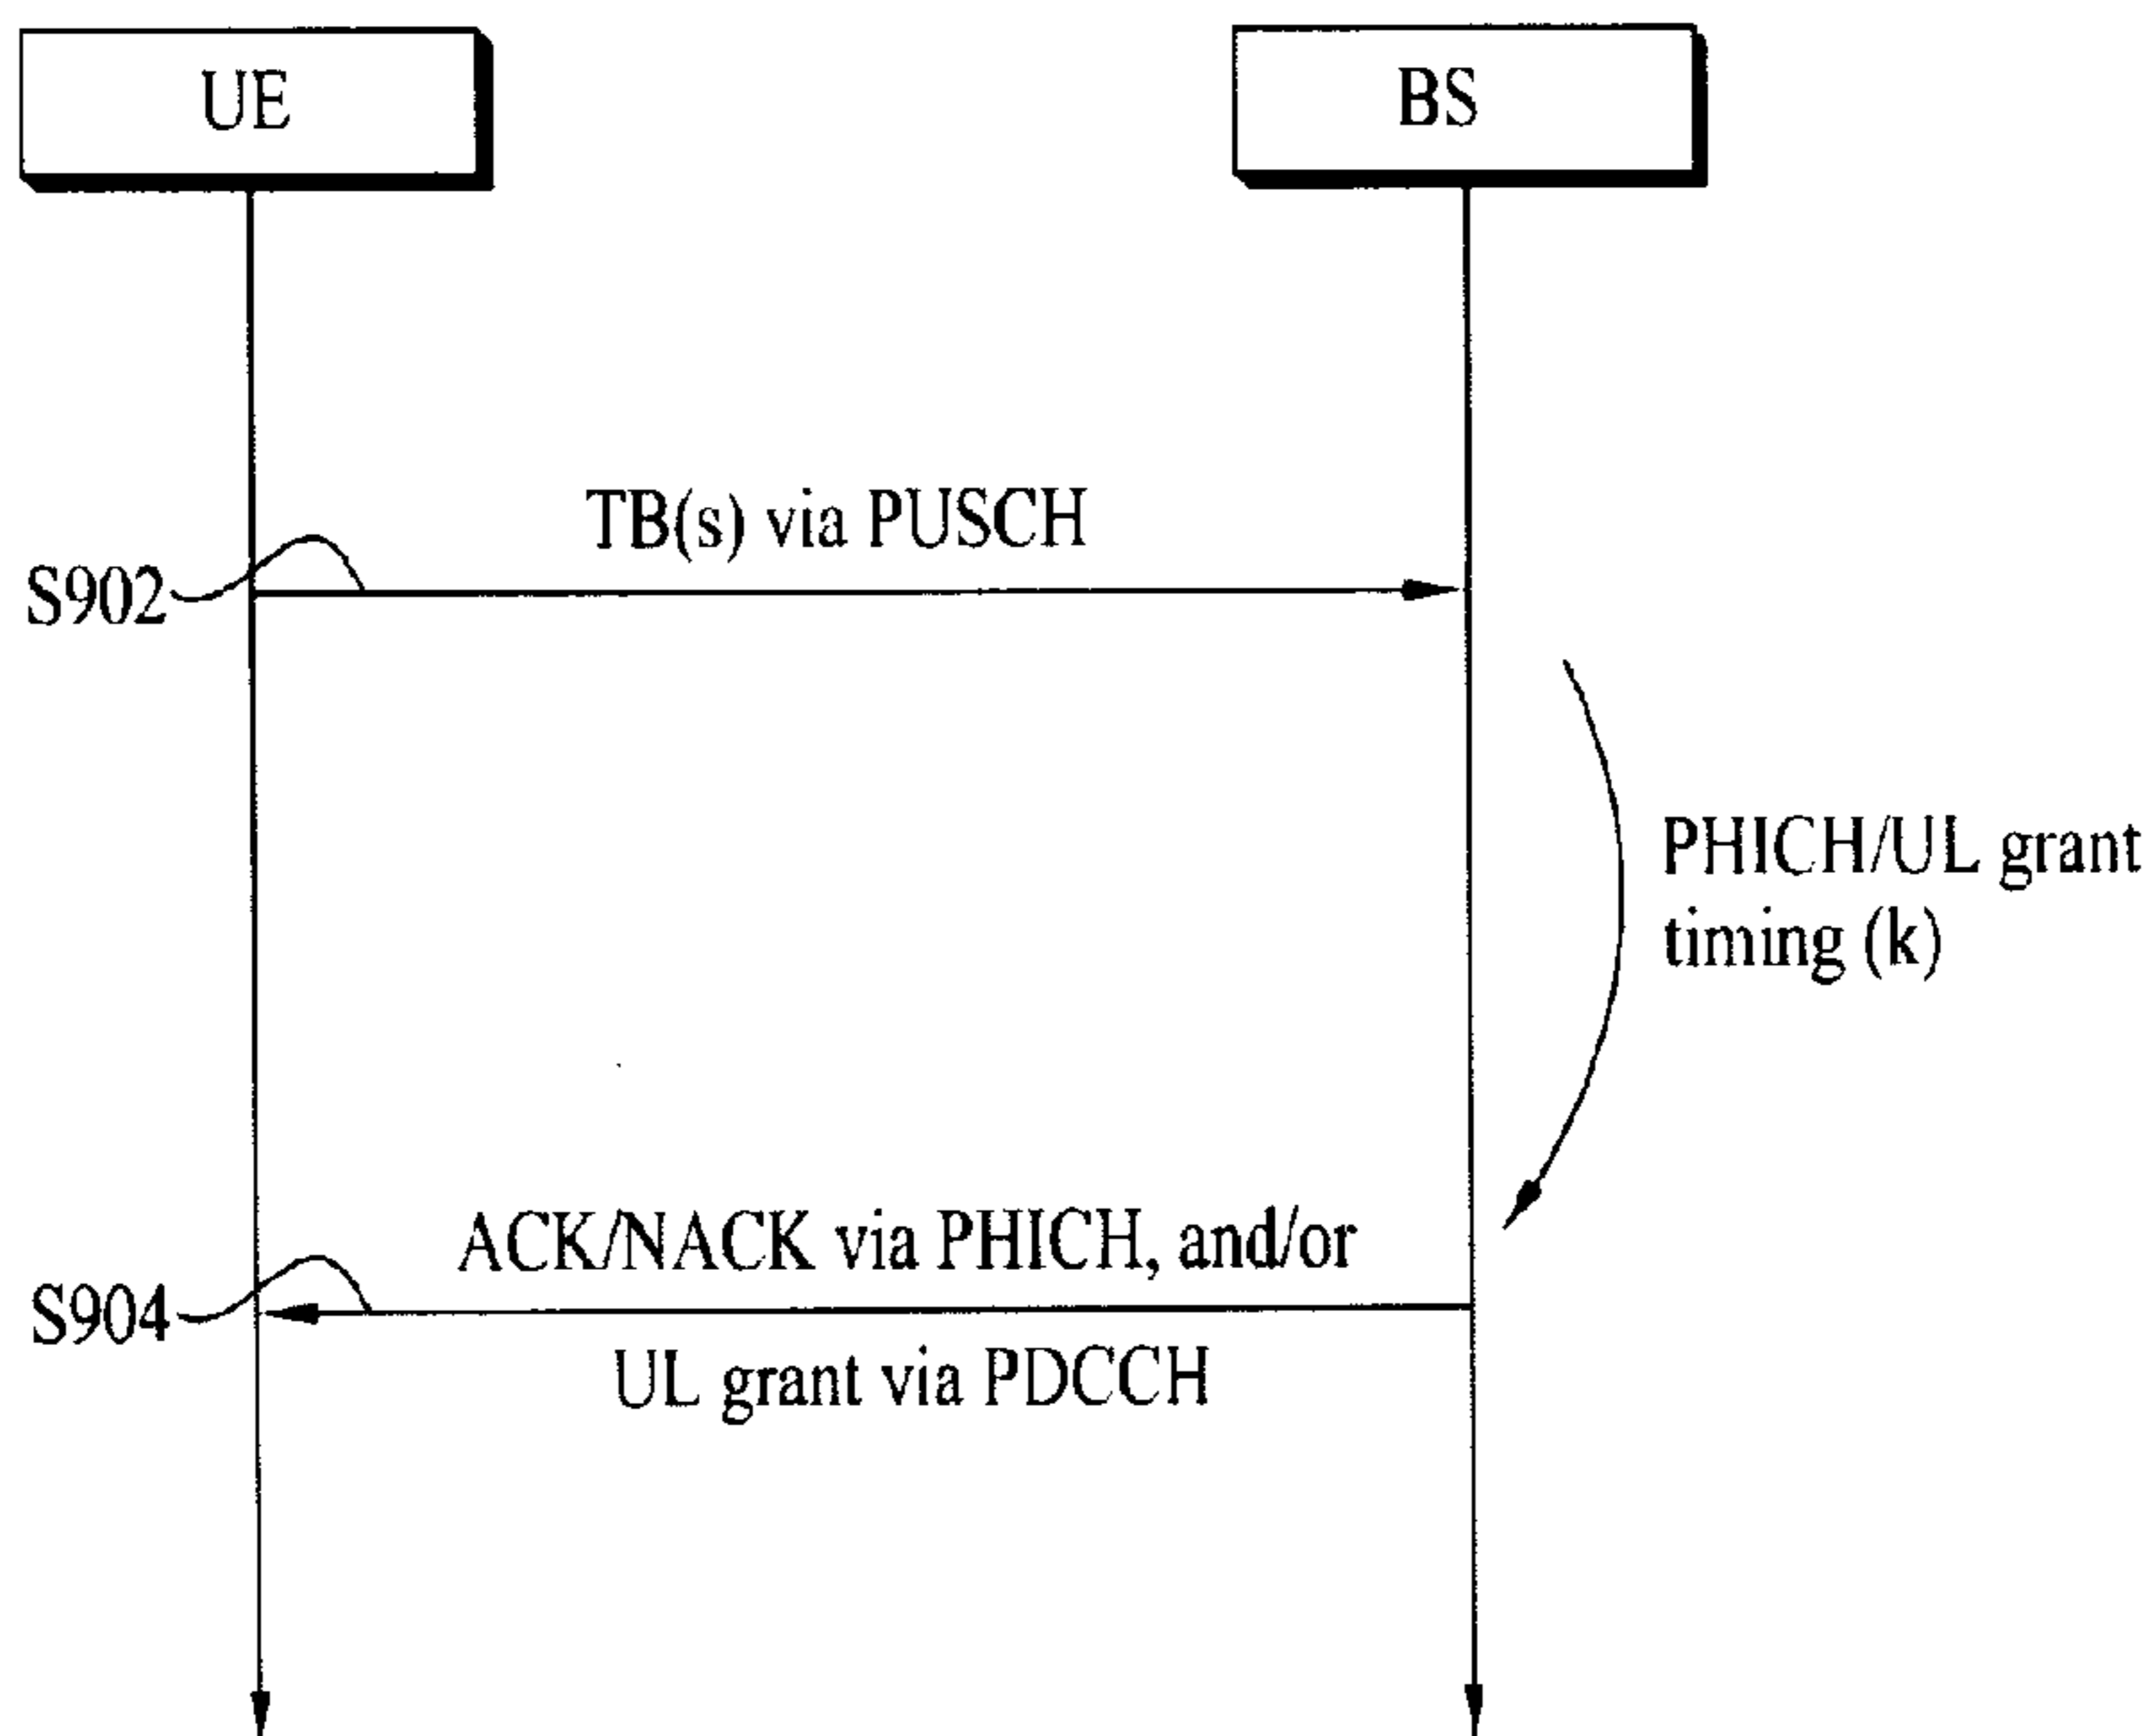 UE
BS
TB(s) via PUSCH
S902
PHICH/UL grant
timing (k)
ACK/NACK via PHICH, and/or
S904
UL grant via PDCCH